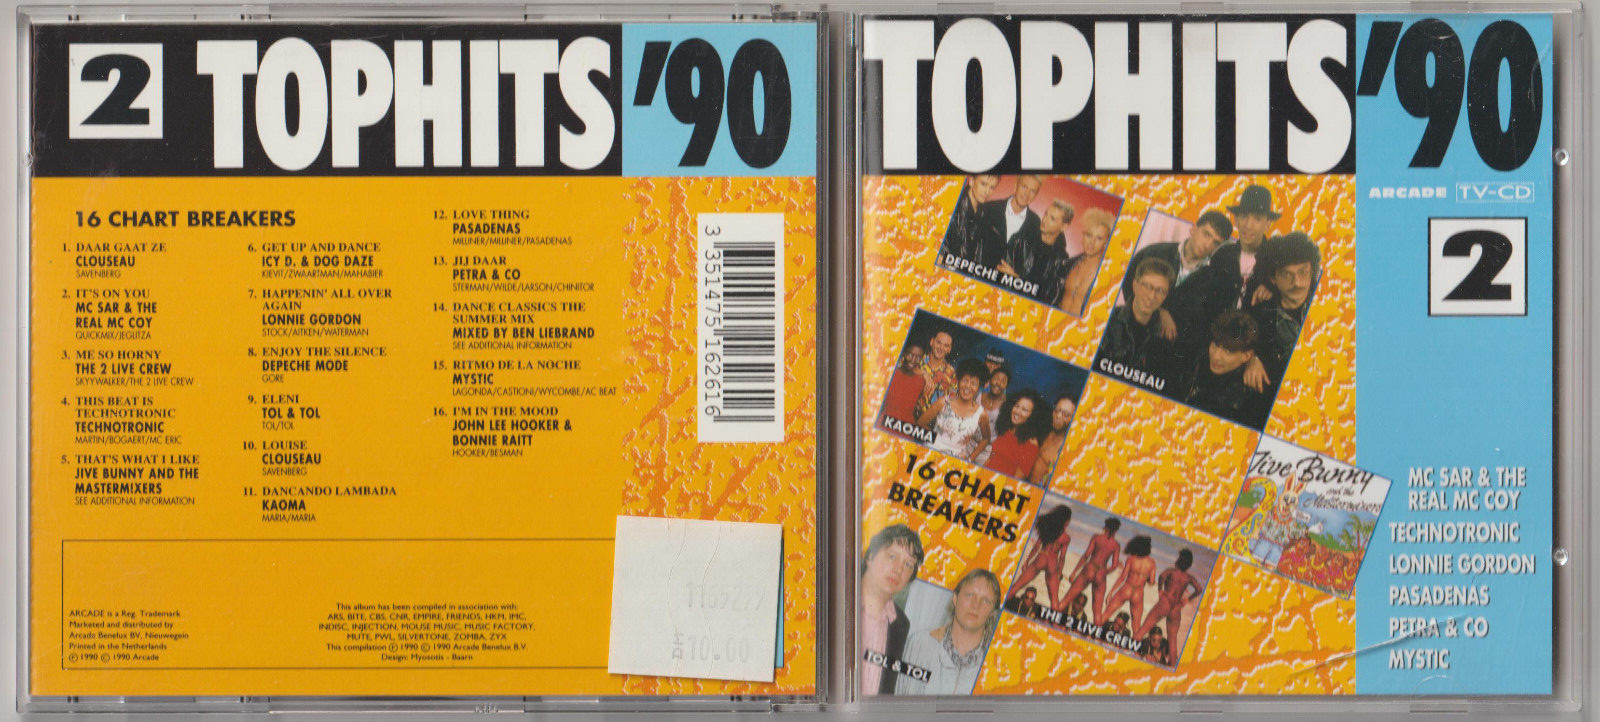 2 TOPHITS '90
16 CHART BREAKERS
1. DAAR GAAT ZE
CLOUSEAU
SAVENBERG
2. IT'S ON YOU
MC SAR & THE
REAL MC COY
QUICKMIX/JEGLITZA
3. ME SO HORNY
THE 2 LIVE CREW
SKYYWALKER/THE 2 LIVE CREW
4. THIS BEAT IS
TECHNOTRONIC
TECHNOTRONIC
MARTIN/BOGAERT/MC ERIC
5. THAT'S WHAT I LIKE
JIVE BUNNY AND THE
MASTERMIXERS
SEE ADDITIONAL INFORMATION
6. GET UP AND DANCE
ICY D. & DOG DAZE
KIEVIT/ZWAARTMAN/MAHABIER
7. HAPPENIN' ALL OVER
AGAIN
LONNIE GORDON
STOCK/AITKEN/WATERMAN
8. ENJOY THE SILENCE
DEPECHE MODE
GORE
9. ELENI
TOL & TOL
TOL/TOL
10. LOUISE
CLOUSEAU
SAVENBERG
11. DANCANDO LAMBADA
KAOMA
MARIA/MARIA
12. LOVE THING
PASADENAS
MILLINER/MILLINER/PASADENAS
13. JIJ DAAR
PETRA & CO
STERMAN/WILDE/LARSON/CHINITOR
14. DANCE CLASSICS THE
SUMMER MIX
MIXED BY BEN LIEBRAND
SEE ADDITIONAL INFORMATION
15. RITMO DE LA NOCHE
MYSTIC
LAGONDA/CASTIONI/WYCOMBE/AC BEAT
16. I'M IN THE MOOD
JOHN LEE HOOKER &
BONNIE RAITT
HOOKER/BESMAN
3 351475 162616
ARCADE is a Reg. Trademark
Marketed and distributed by
Arcade Benelux BV, Nieuwegein
Printed in the Netherlands
Ⓟ 1990 © 1990 Arcade
This album has been compiled in association with:
ARS, BITE, CBS, CNR, EMPIRE, FRIENDS, HKM, IMC,
INDISC, INJECTION, MOUSE MUSIC, MUSIC FACTORY,
MUTE, PWL, SILVERTONE, ZOMBA, ZYX
This compilation Ⓟ 1990 © 1990 Arcade Benelux B.V.
Design: Myosotis - Baarn
10.00
TOPHITS '90
ARCADE TV-CD
2
DEPECHE MODE
CLOUSEAU
KAOMA
16 CHART
BREAKERS
Jive Bunny
and the
Mastermixers
THE 2 LIVE CREW
TOL & TOL
MC SAR & THE
REAL MC COY
TECHNOTRONIC
LONNIE GORDON
PASADENAS
PETRA & CO
MYSTIC